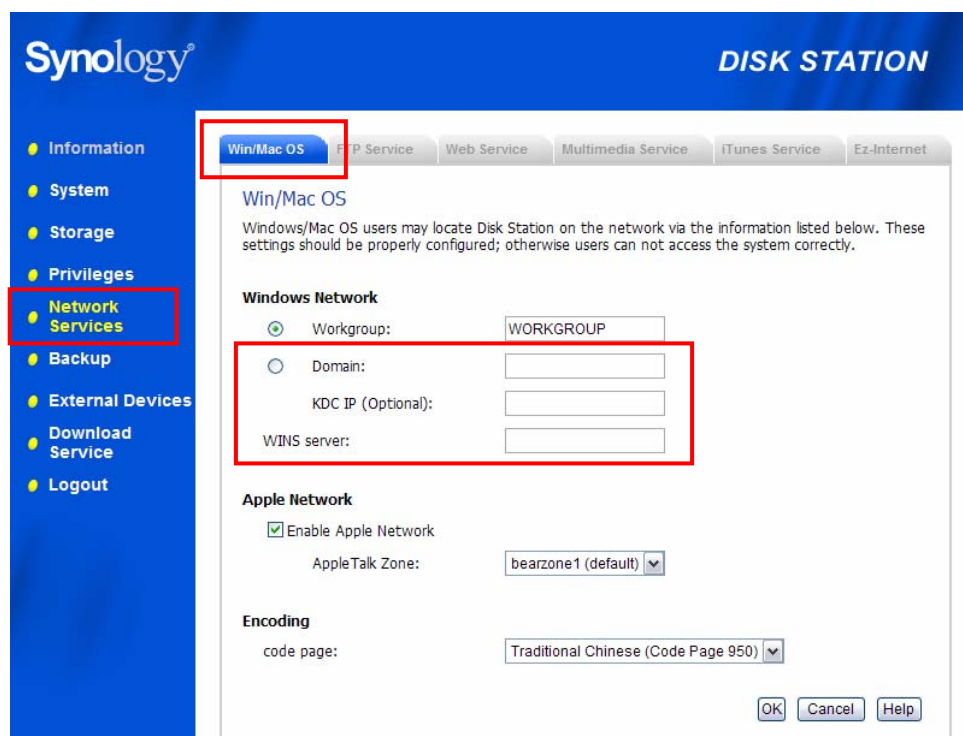 Synology®
DISK STATION
Information
System
Storage
Privileges
Network
Services
Backup
External Devices
Download
Service
Logout
Win/Mac OS FTP Service Web Service Multimedia Service iTunes Service Ez-Internet
Win/Mac OS
Windows/Mac OS users may locate Disk Station on the network via the information listed below. These
settings should be properly configured; otherwise users can not access the system correctly.
Windows Network
Workgroup: WORKGROUP
Domain:
KDC IP (Optional):
WINS server:
Apple Network
Enable Apple Network
AppleTalk Zone: bearzone1 (default)
Encoding
code page: Traditional Chinese (Code Page 950)
OK Cancel Help